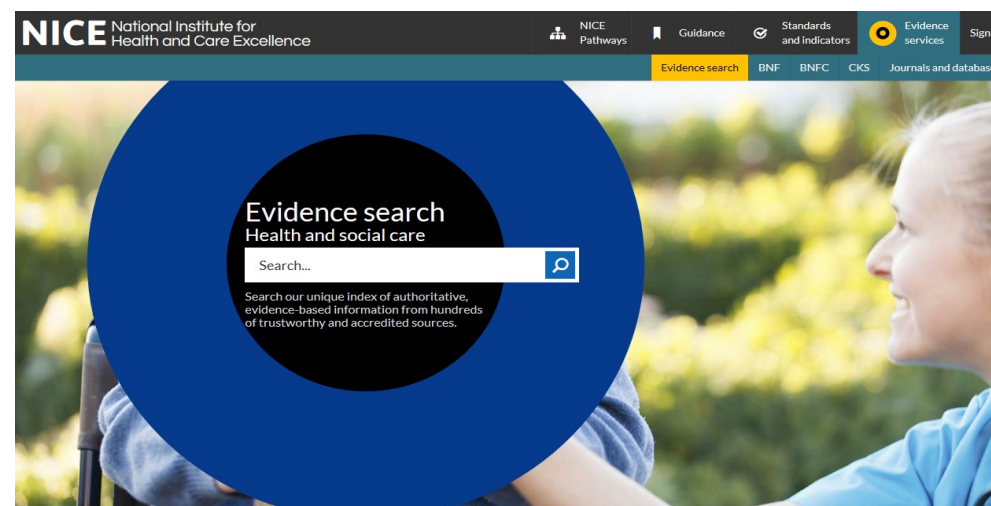 NICE National Institute for
Health and Care Excellence
NICE
Pathways
Guidance
Standards
and indicators
Evidence
services
Sign
Evidence search
BNF
BNFC
CKS
Journals and databas
Evidence search
Health and social care
Search...
Search our unique index of authoritative,
evidence-based information from hundreds
of trustworthy and accredited sources.